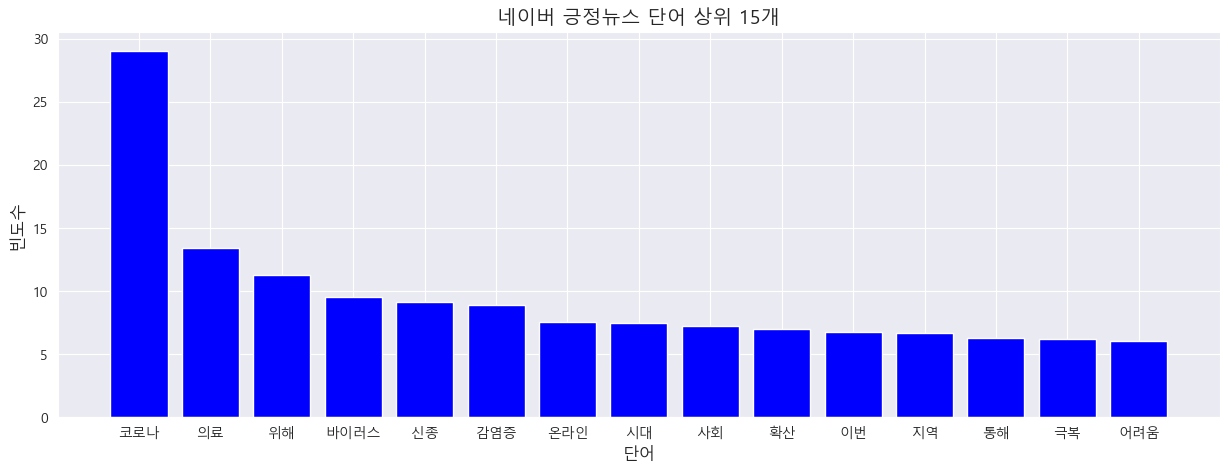 네이버 긍정뉴스 단어 상위 15개
빈도수
30
25
20
15
10
5
0
코로나 의료 위해 바이러스 신종 감염증 온라인 시대 사회 확산 이번 지역 통해 극복 어려움
단어